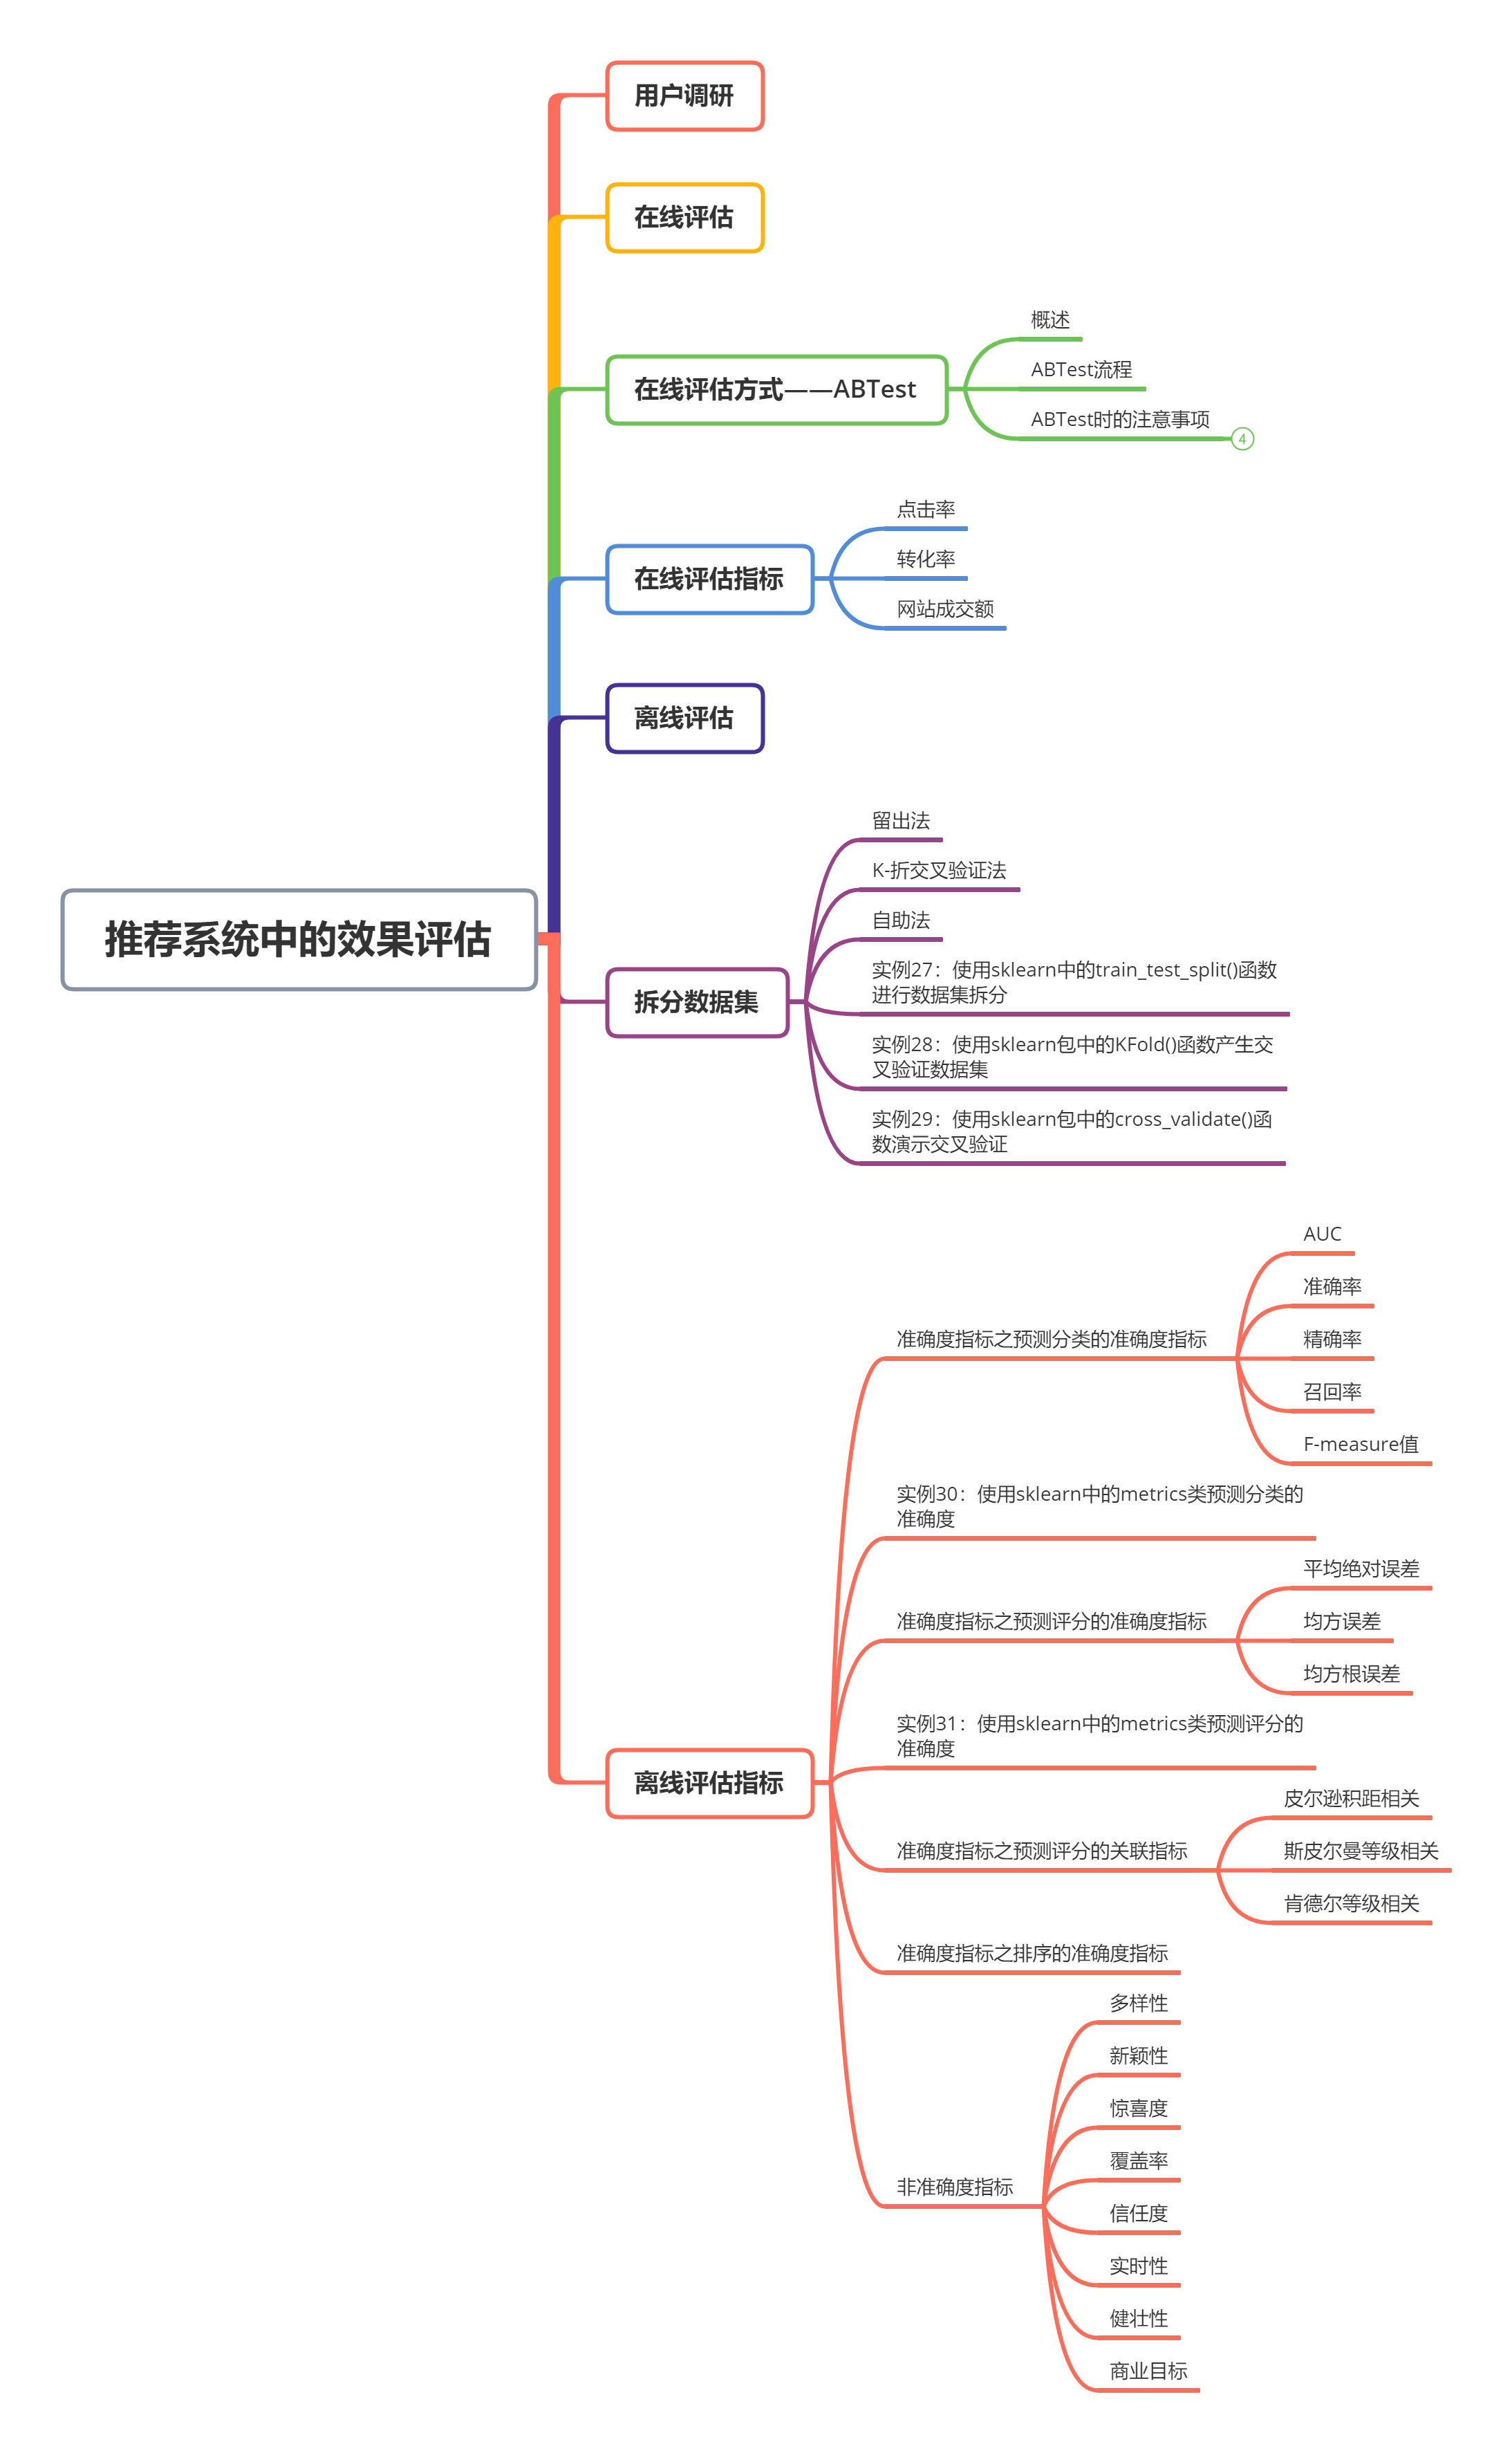 用户调研
在线评估
在线评估方式——ABTest
概述
ABTest流程
ABTest时的注意事项
4
在线评估指标
点击率
转化率
网站成交额
离线评估
推荐系统中的效果评估
拆分数据集
留出法
K-折交叉验证法
自助法
实例27：使用sklearn中的train_test_split()函数
进行数据集拆分
实例28：使用sklearn包中的KFold()函数产生交
叉验证数据集
实例29：使用sklearn包中的cross_validate()函
数演示交叉验证
离线评估指标
准确度指标之预测分类的准确度指标
AUC
准确率
精确率
召回率
F-measure值
实例30：使用sklearn中的metrics类预测分类的
准确度
准确度指标之预测评分的准确度指标
平均绝对误差
均方误差
均方根误差
实例31：使用sklearn中的metrics类预测评分的
准确度
准确度指标之预测评分的关联指标
皮尔逊积距相关
斯皮尔曼等级相关
肯德尔等级相关
准确度指标之排序的准确度指标
非准确度指标
多样性
新颖性
惊喜度
覆盖率
信任度
实时性
健壮性
商业目标